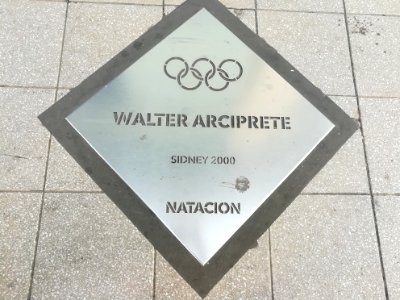 WALTER ARCIPRETE
SIDNEY 2000
NATACION